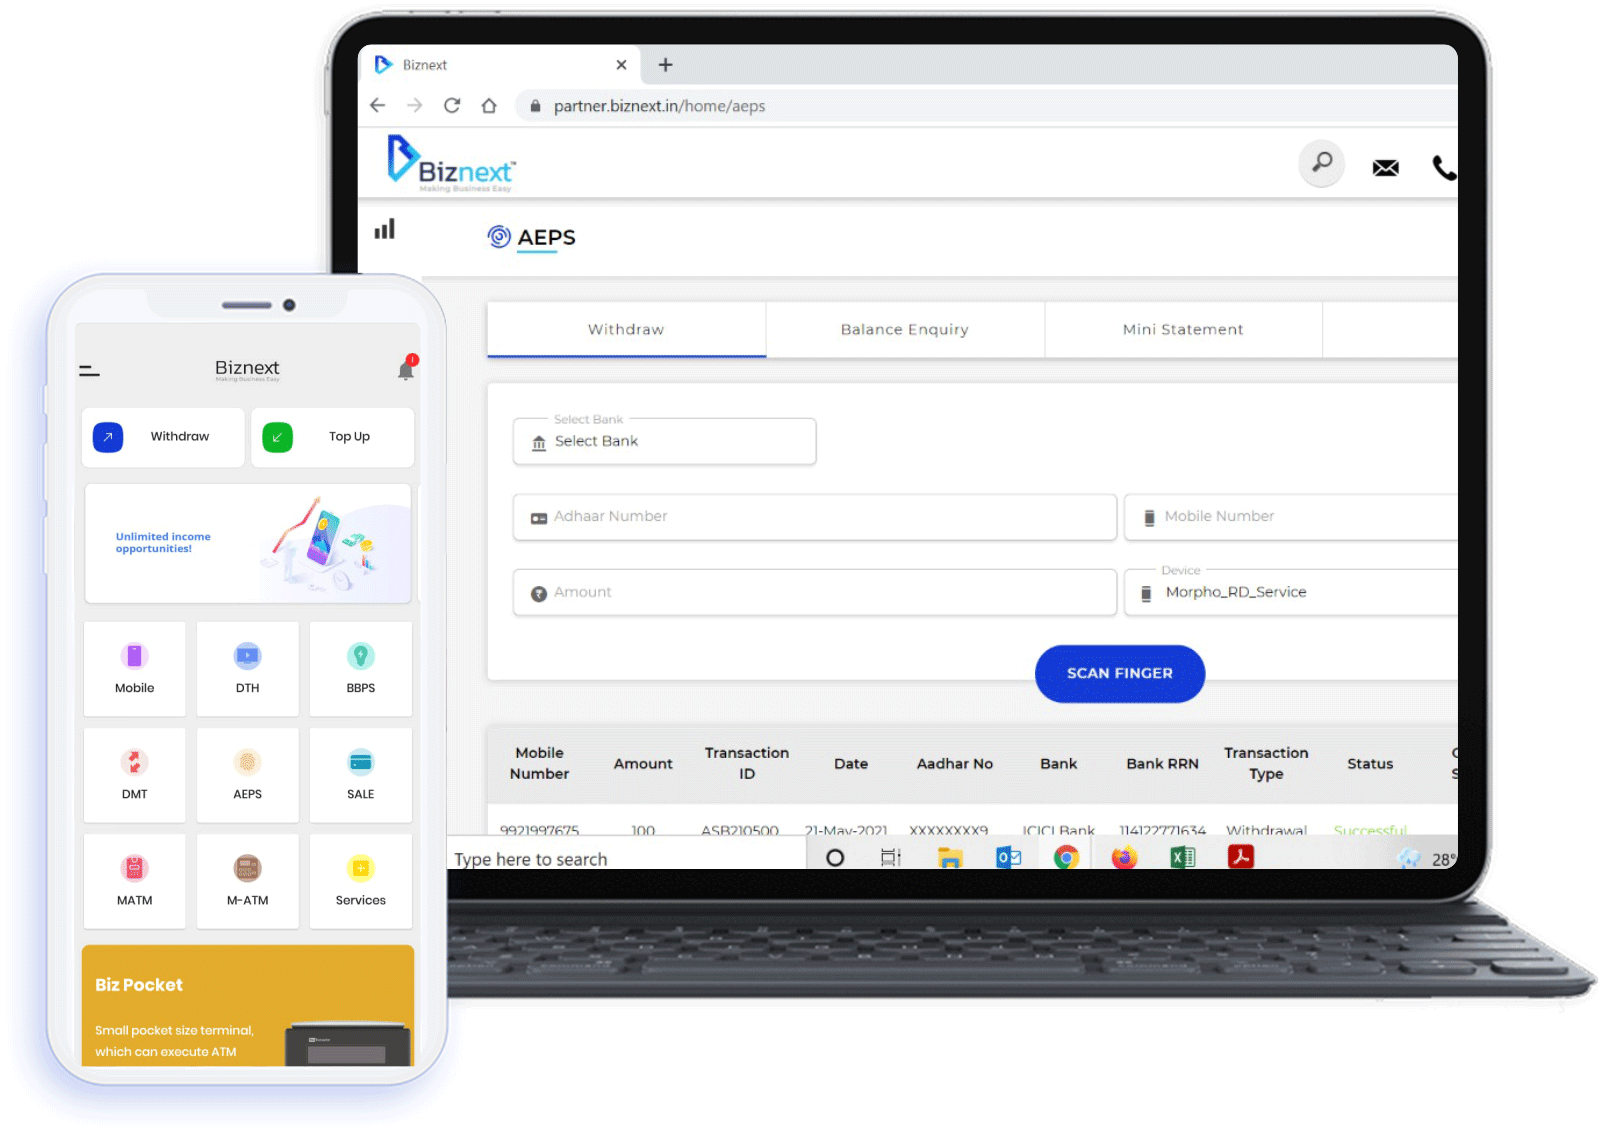 Biznext
partner.biznext.in/home/aeps
Biznext™
Making Business Easy
AEPS
Withdraw
Balance Enquiry
Mini Statement
Select Bank
Select Bank
Adhaar Number
Mobile Number
Amount
Device
Morpho_RD_Service
SCAN FINGER
Mobile Number
Amount
Transaction ID
Date
Aadhar No
Bank
Bank RRN
Transaction Type
Status
9921997675 100 ASB210500 21-May-2021 XXXXXXXX9 ICICI Bank 114122771634 Withdrawal Successful
Type here to search
28°
Biznext
Making Business Easy
Withdraw
Top Up
Unlimited income
opportunities!
Mobile
DTH
BBPS
DMT
AEPS
SALE
MATM
M-ATM
Services
Biz Pocket
Small pocket size terminal,
which can execute ATM